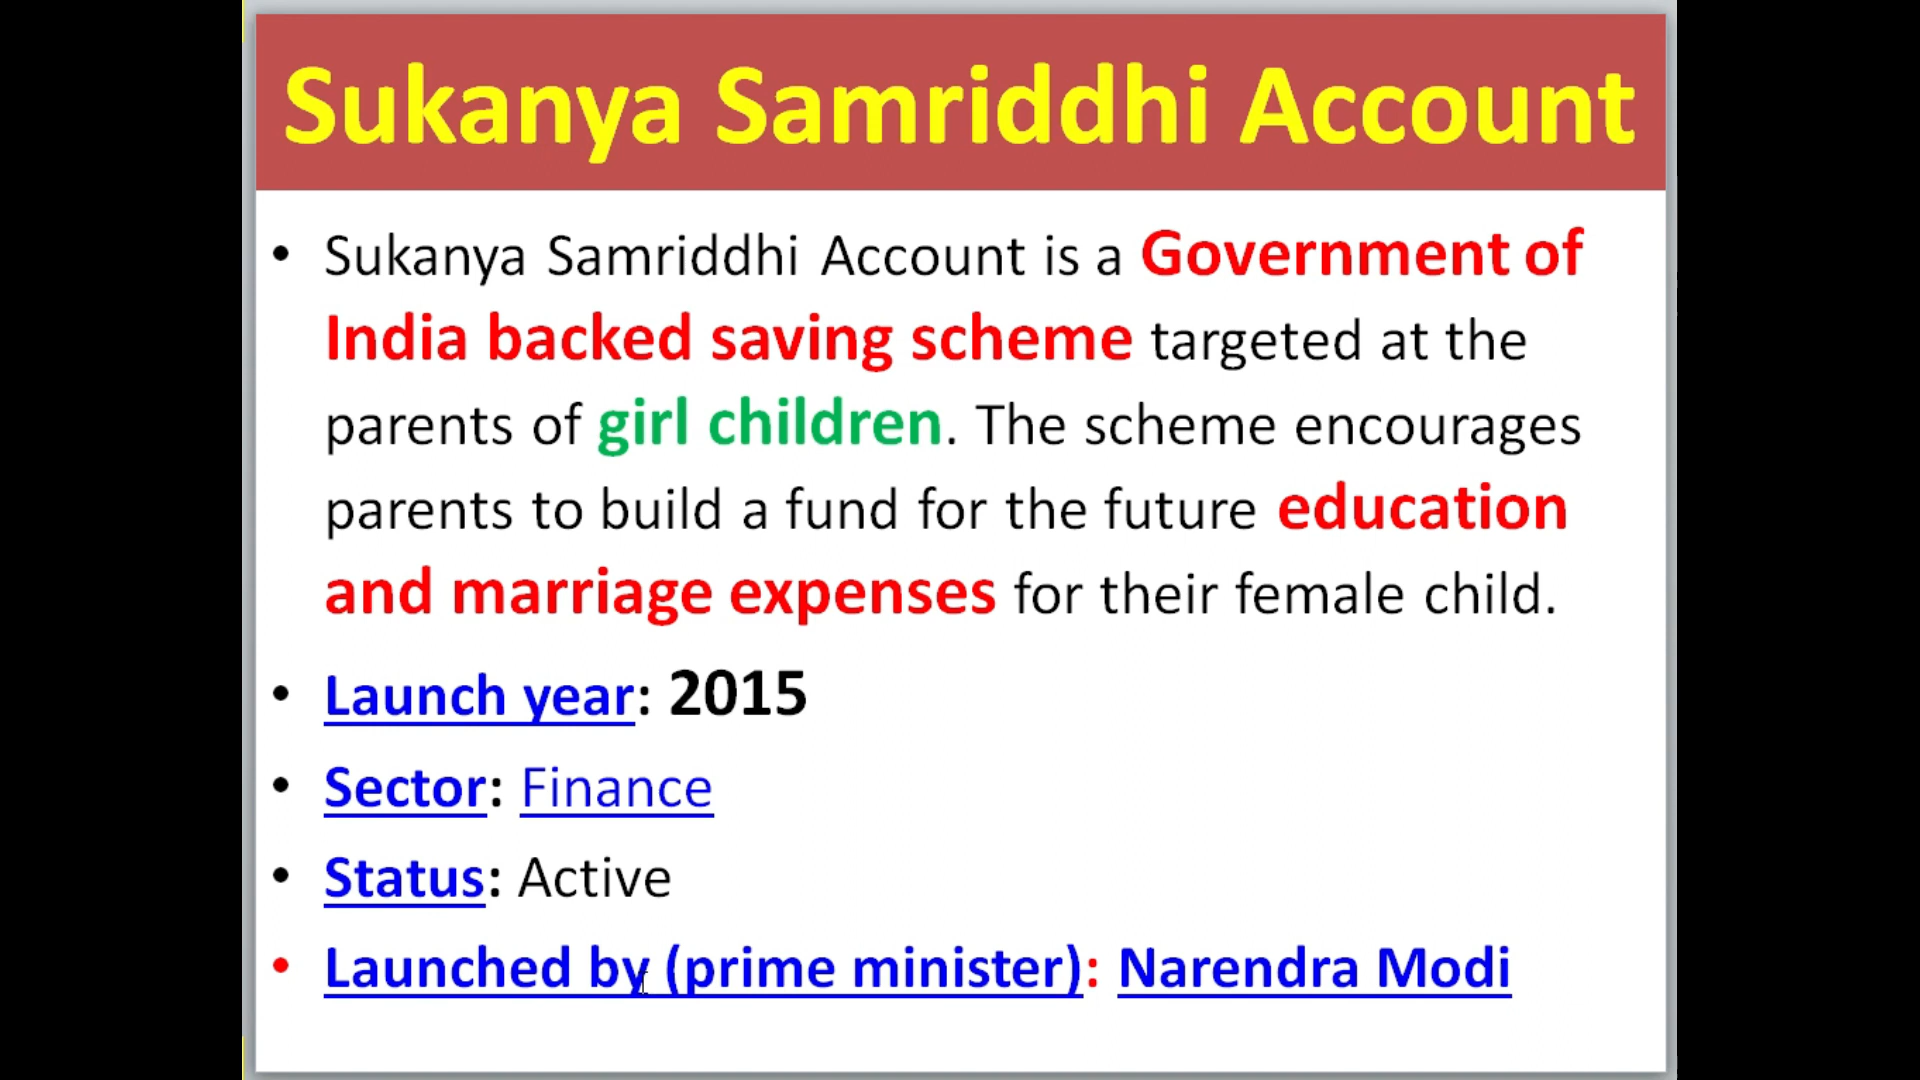 Sukanya Samriddhi Account
• Sukanya Samriddhi Account is a Government of
India backed saving scheme targeted at the
parents of girl children. The scheme encourages
parents to build a fund for the future education
and marriage expenses for their female child.
• Launch year: 2015
• Sector: Finance
• Status: Active
• Launched by (prime minister): Narendra Modi